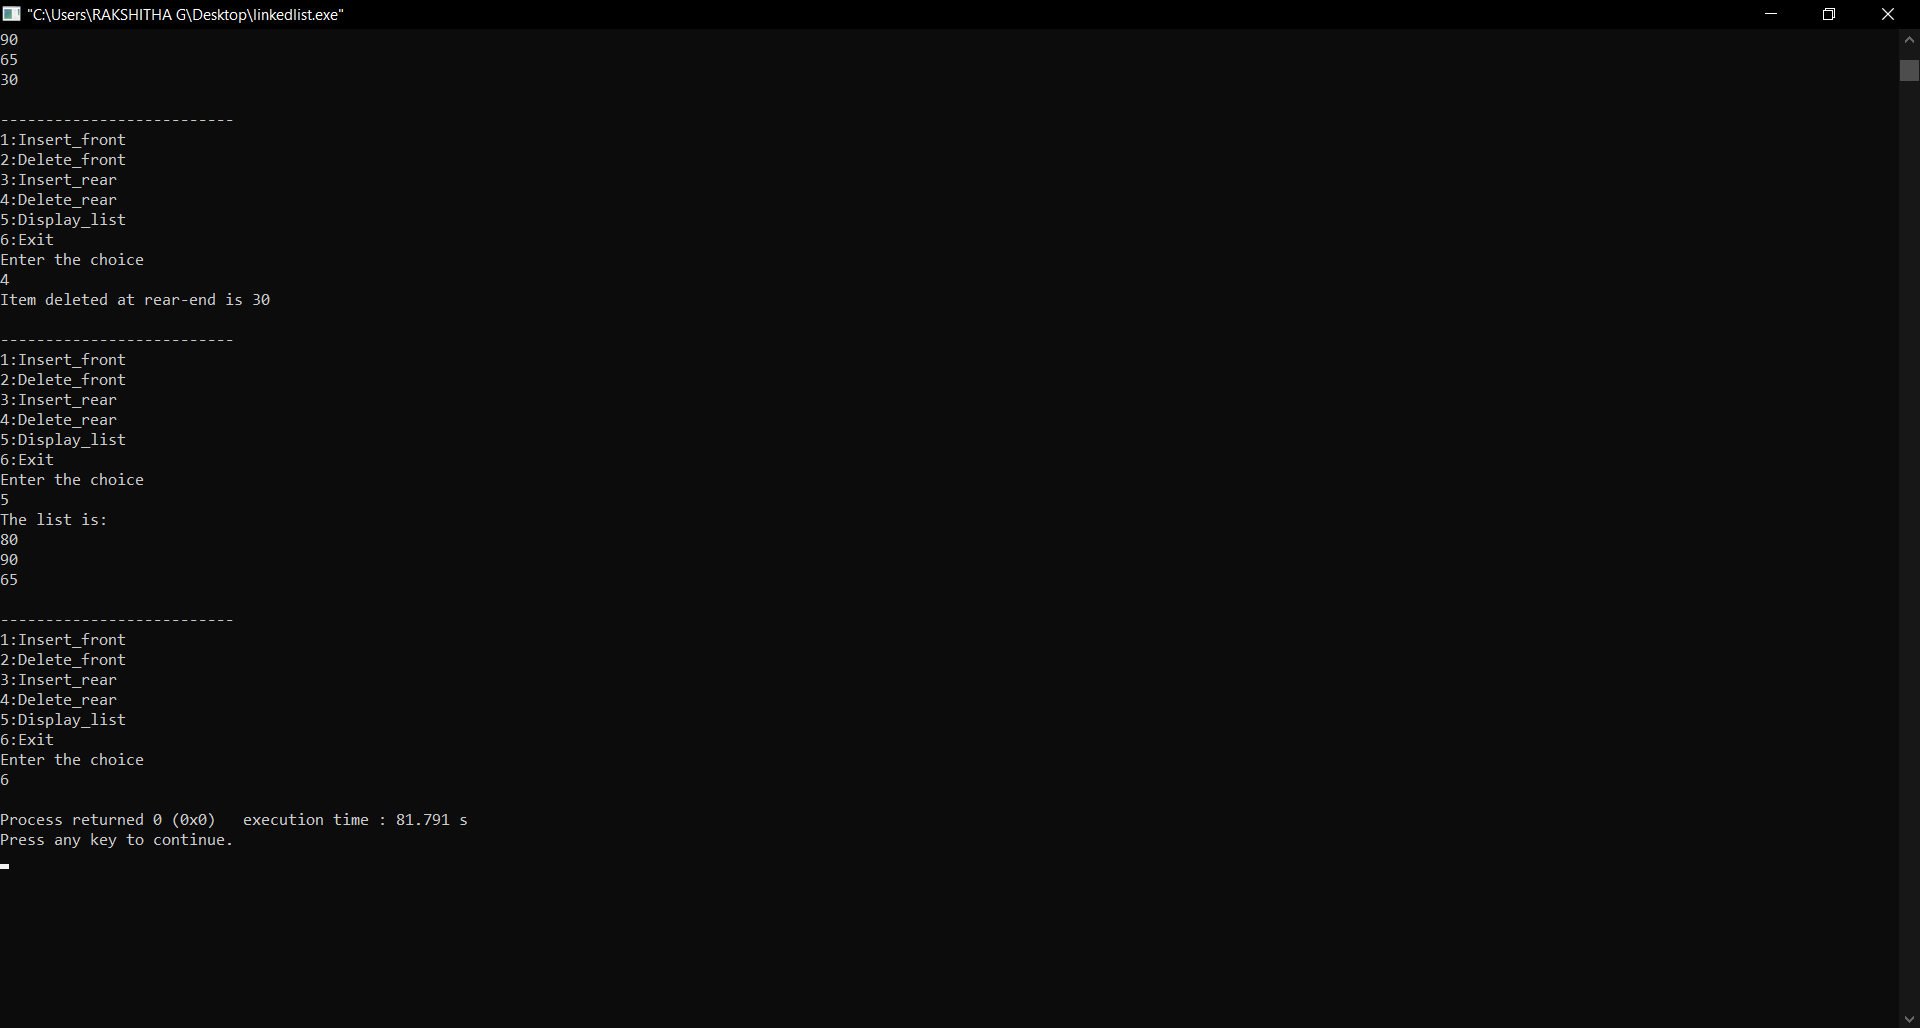 "C:\Users\RAKSHITHA G\Desktop\linkedlist.exe"
90
65
30
--------------------------
1:Insert_front
2:Delete_front
3:Insert_rear
4:Delete_rear
5:Display_list
6:Exit
Enter the choice
4
Item deleted at rear-end is 30
--------------------------
1:Insert_front
2:Delete_front
3:Insert_rear
4:Delete_rear
5:Display_list
6:Exit
Enter the choice
5
The list is:
80
90
65
--------------------------
1:Insert_front
2:Delete_front
3:Insert_rear
4:Delete_rear
5:Display_list
6:Exit
Enter the choice
6
Process returned 0 (0x0)   execution time : 81.791 s
Press any key to continue.